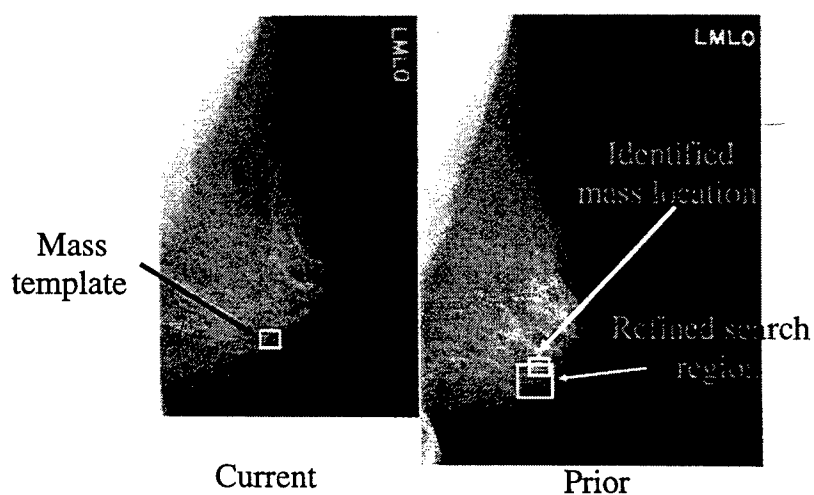 LMLO
LMLO
Identified
mass location
Mass
template
Refined search
region
Current
Prior